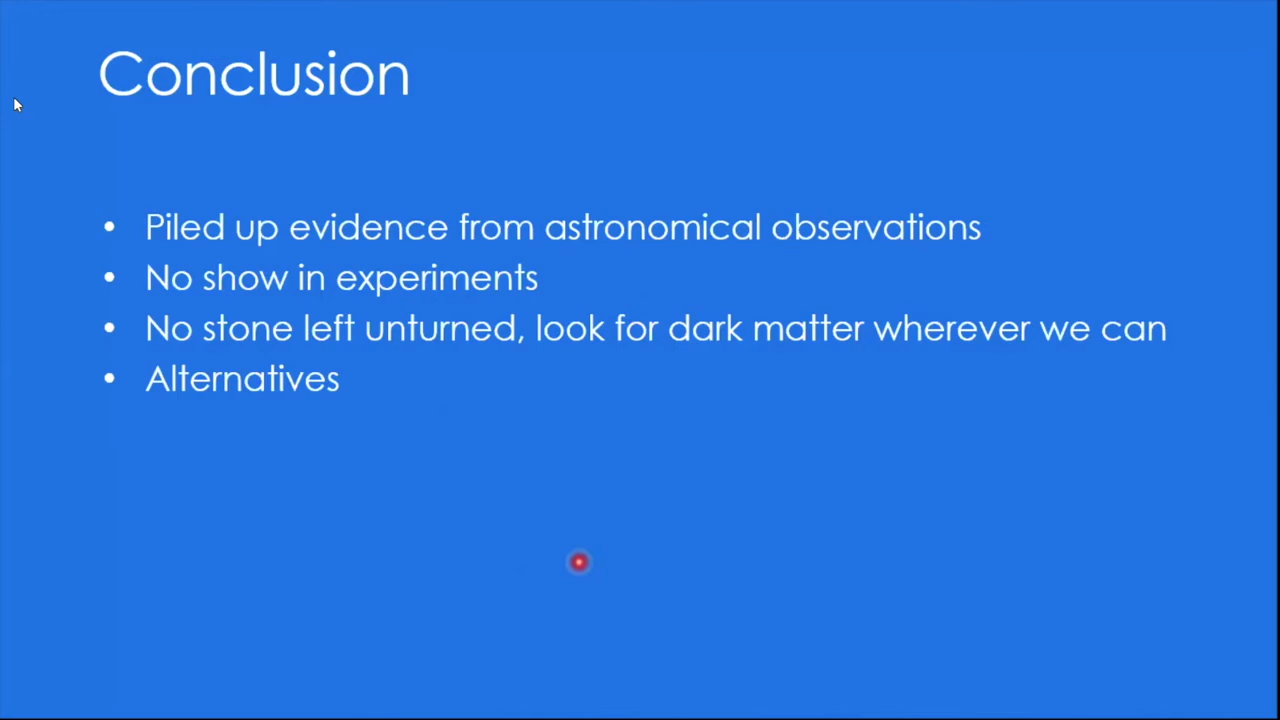 Conclusion
• Piled up evidence from astronomical observations
• No show in experiments
• No stone left unturned, look for dark matter wherever we can
• Alternatives